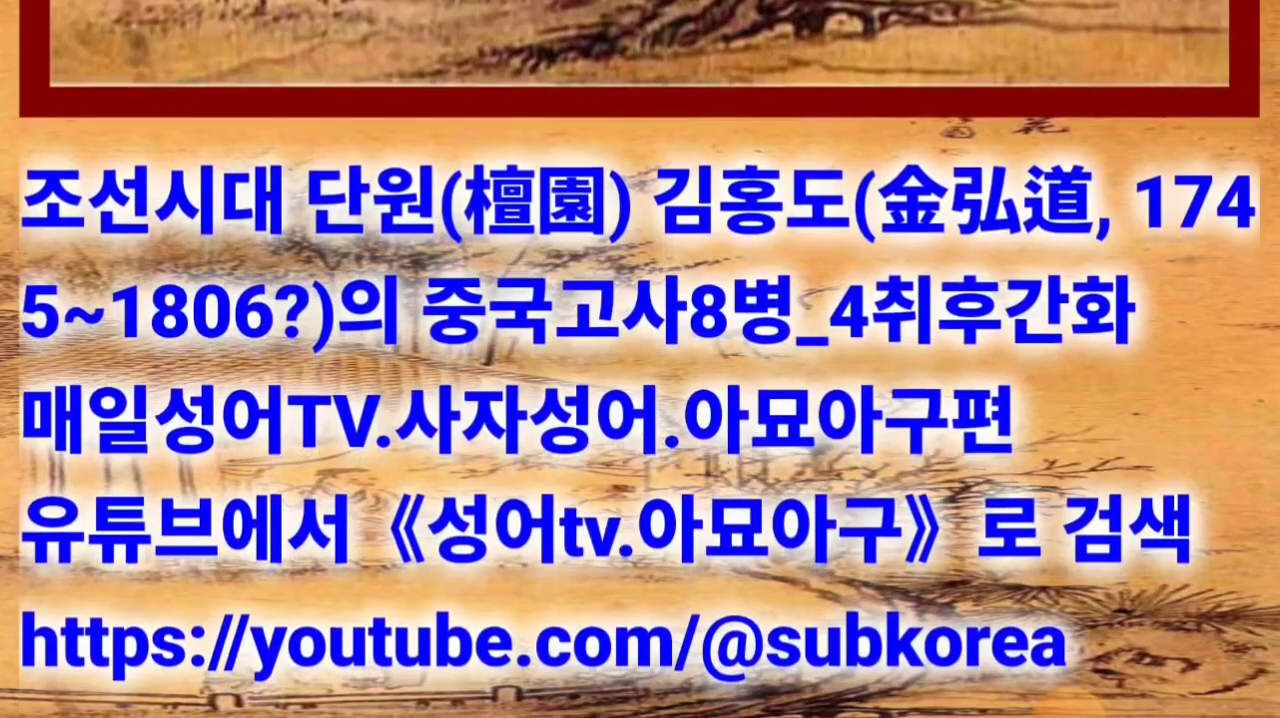 조선시대 단원(檀園) 김홍도(金弘道, 174
5~1806?)의 중국고사8병_4취후간화
매일성어TV.사자성어.아묘아구편
유튜브에서《성어tv.아묘아구》로 검색
https://youtube.com/@subkorea